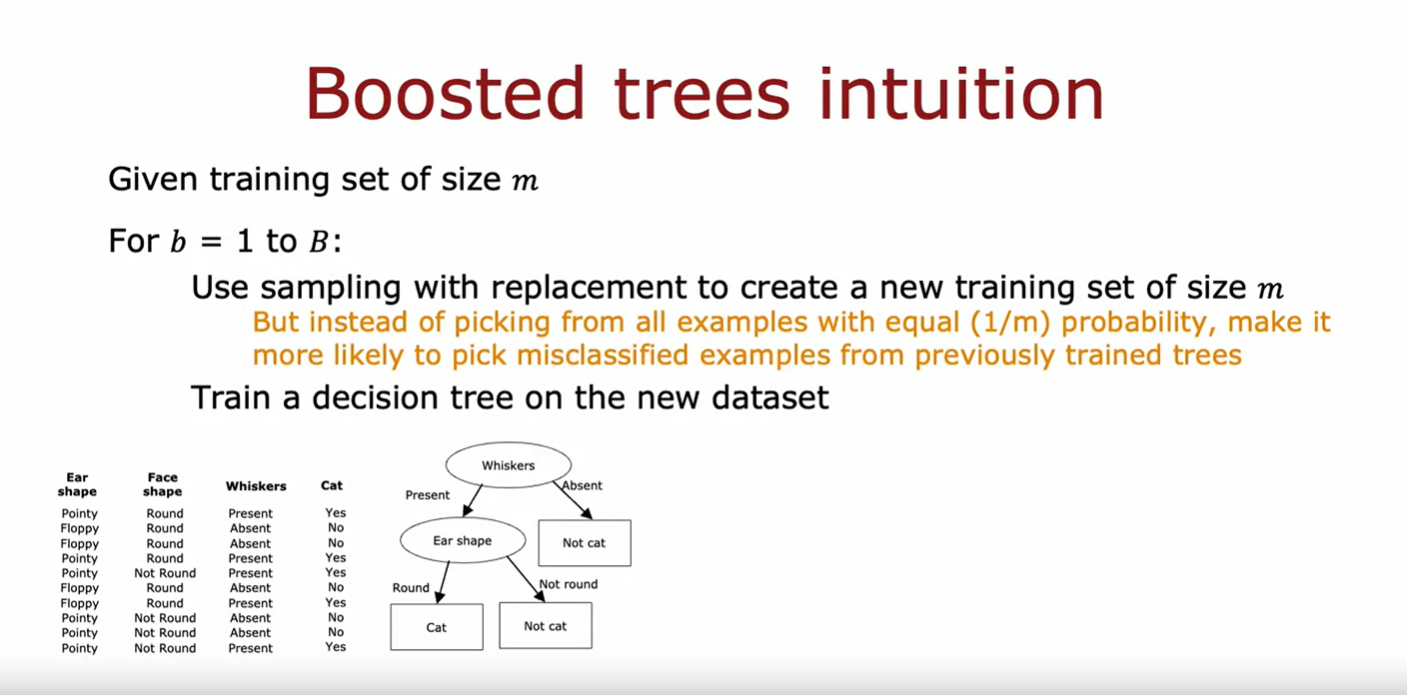 Boosted trees intuition
Given training set of size m
For b = 1 to B:
Use sampling with replacement to create a new training set of size m
But instead of picking from all examples with equal (1/m) probability, make it
more likely to pick misclassified examples from previously trained trees
Train a decision tree on the new dataset
Ear shape Face shape Whiskers Cat
Pointy Round Present Yes
Floppy Round Absent No
Floppy Round Absent No
Pointy Round Present Yes
Pointy Not Round Present Yes
Floppy Round Absent No
Floppy Round Present Yes
Pointy Not Round Absent No
Pointy Not Round Absent No
Pointy Not Round Present Yes
Whiskers
Present Absent
Ear shape Not cat
Round Not round
Cat Not cat